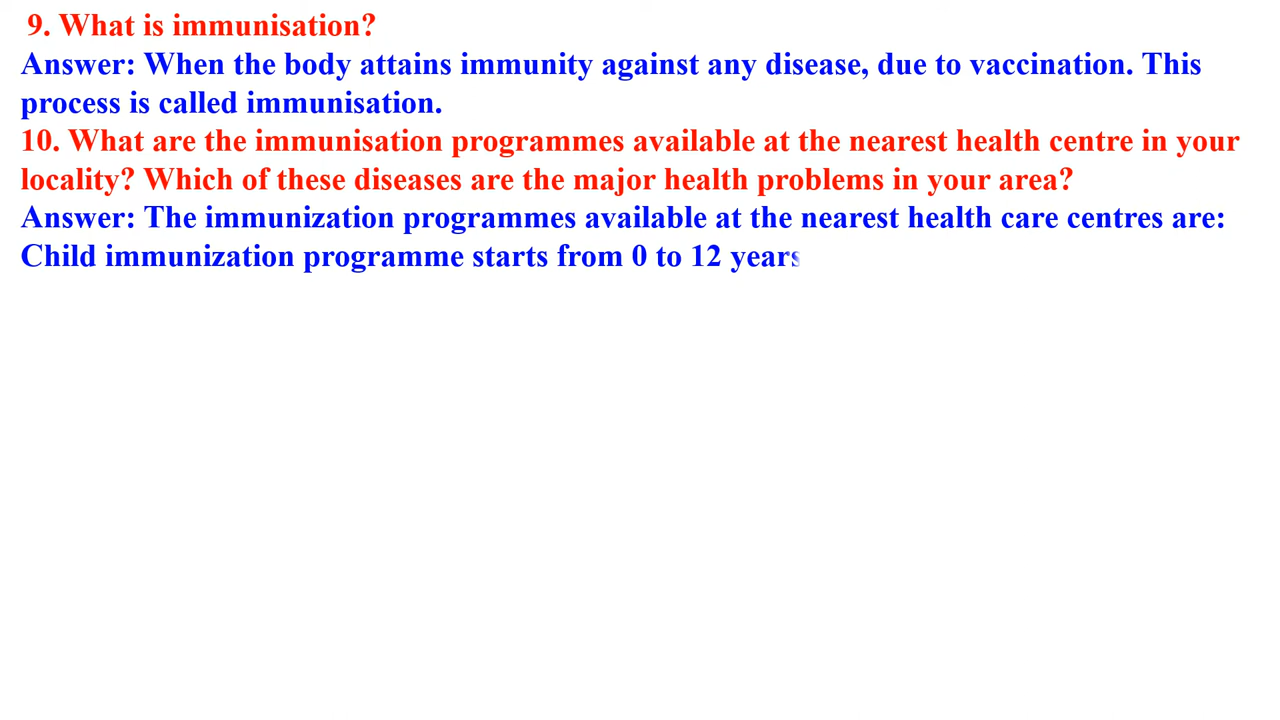 9. What is immunisation?
Answer: When the body attains immunity against any disease, due to vaccination. This
process is called immunisation.
10. What are the immunisation programmes available at the nearest health centre in your
locality? Which of these diseases are the major health problems in your area?
Answer: The immunization programmes available at the nearest health care centres are:
Child immunization programme starts from 0 to 12 years